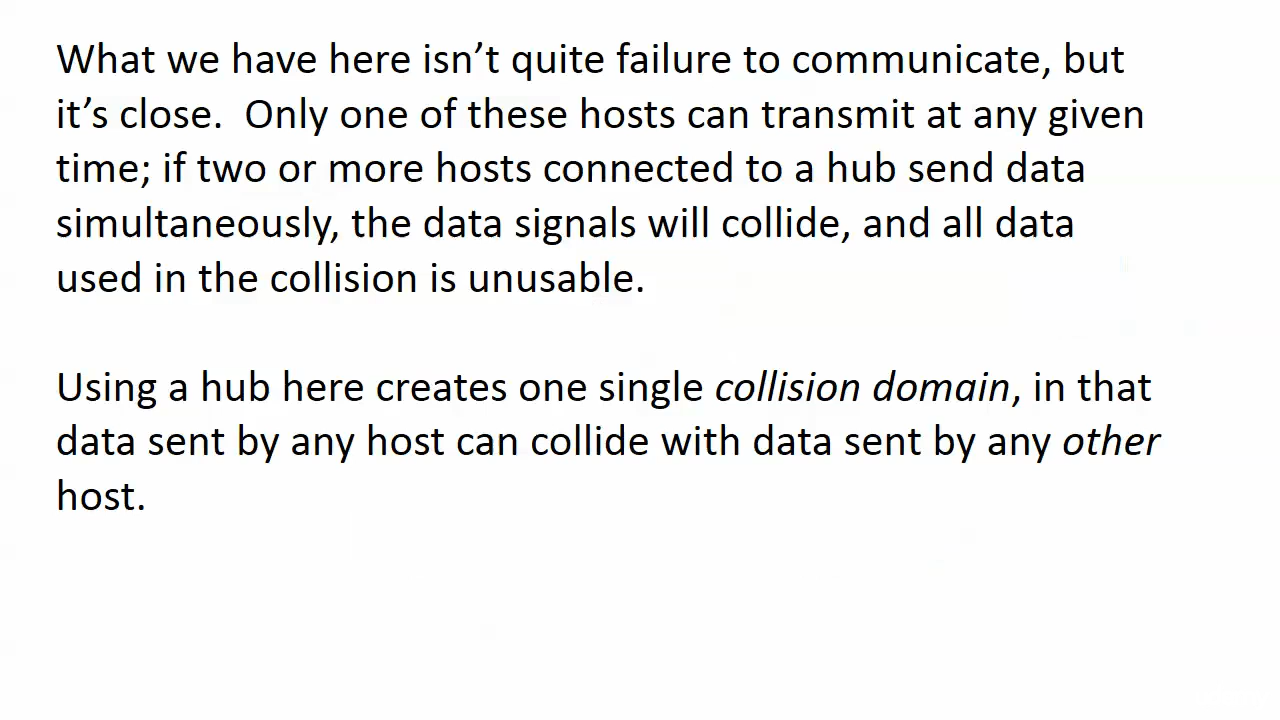 What we have here isn’t quite failure to communicate, but
it’s close.  Only one of these hosts can transmit at any given
time; if two or more hosts connected to a hub send data
simultaneously, the data signals will collide, and all data
used in the collision is unusable.
Using a hub here creates one single collision domain, in that
data sent by any host can collide with data sent by any other
host.